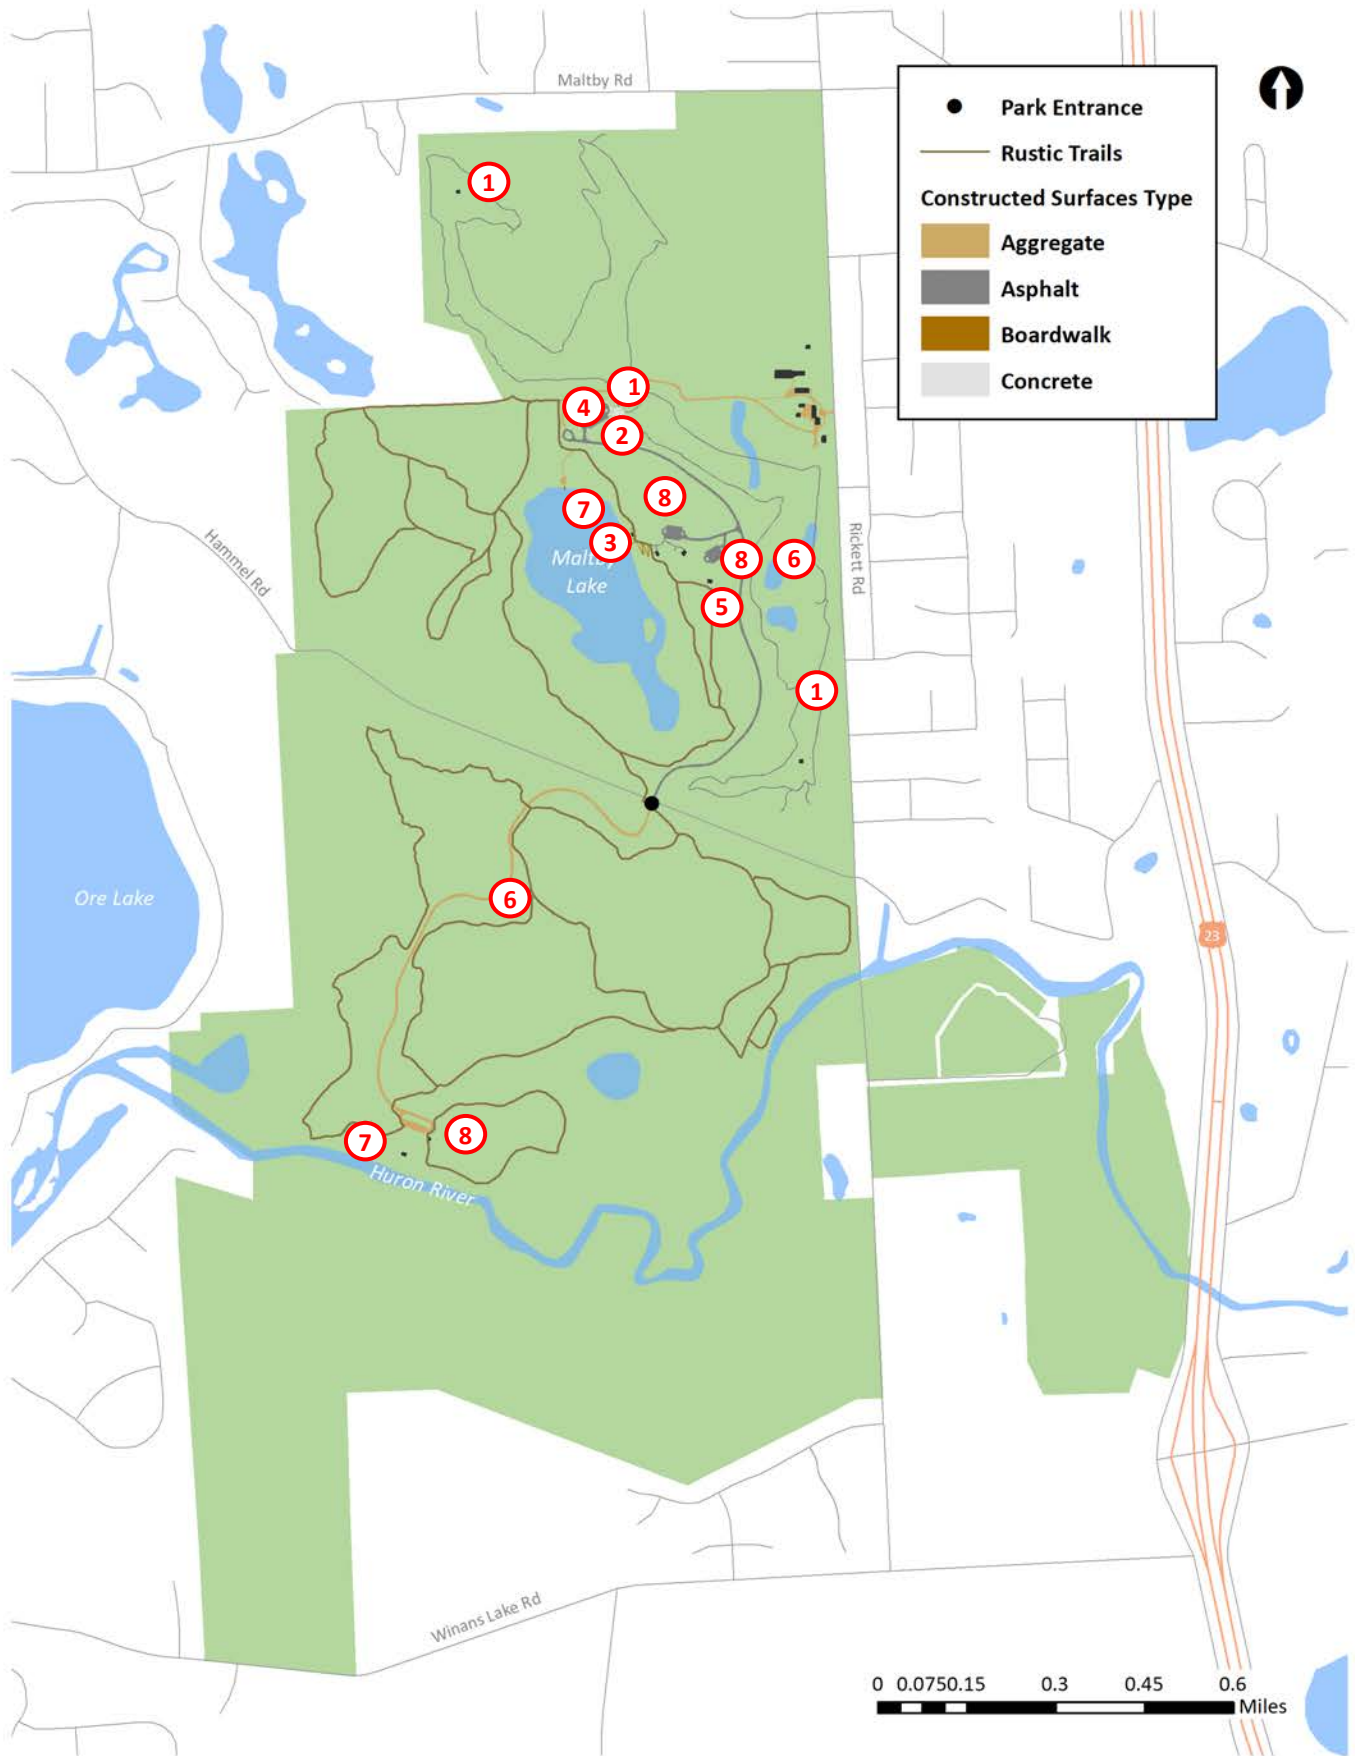 Maltby Rd
Park Entrance
Rustic Trails
Constructed Surfaces Type
Aggregate
Asphalt
Boardwalk
Concrete
1
1
4
2
8
7
3
8
6
Maltby
Lake
5
Hammel Rd
Rickett Rd
1
6
Ore Lake
23
7
8
Huron River
Winans Lake Rd
0 0.075 0.15 0.3 0.45 0.6
Miles